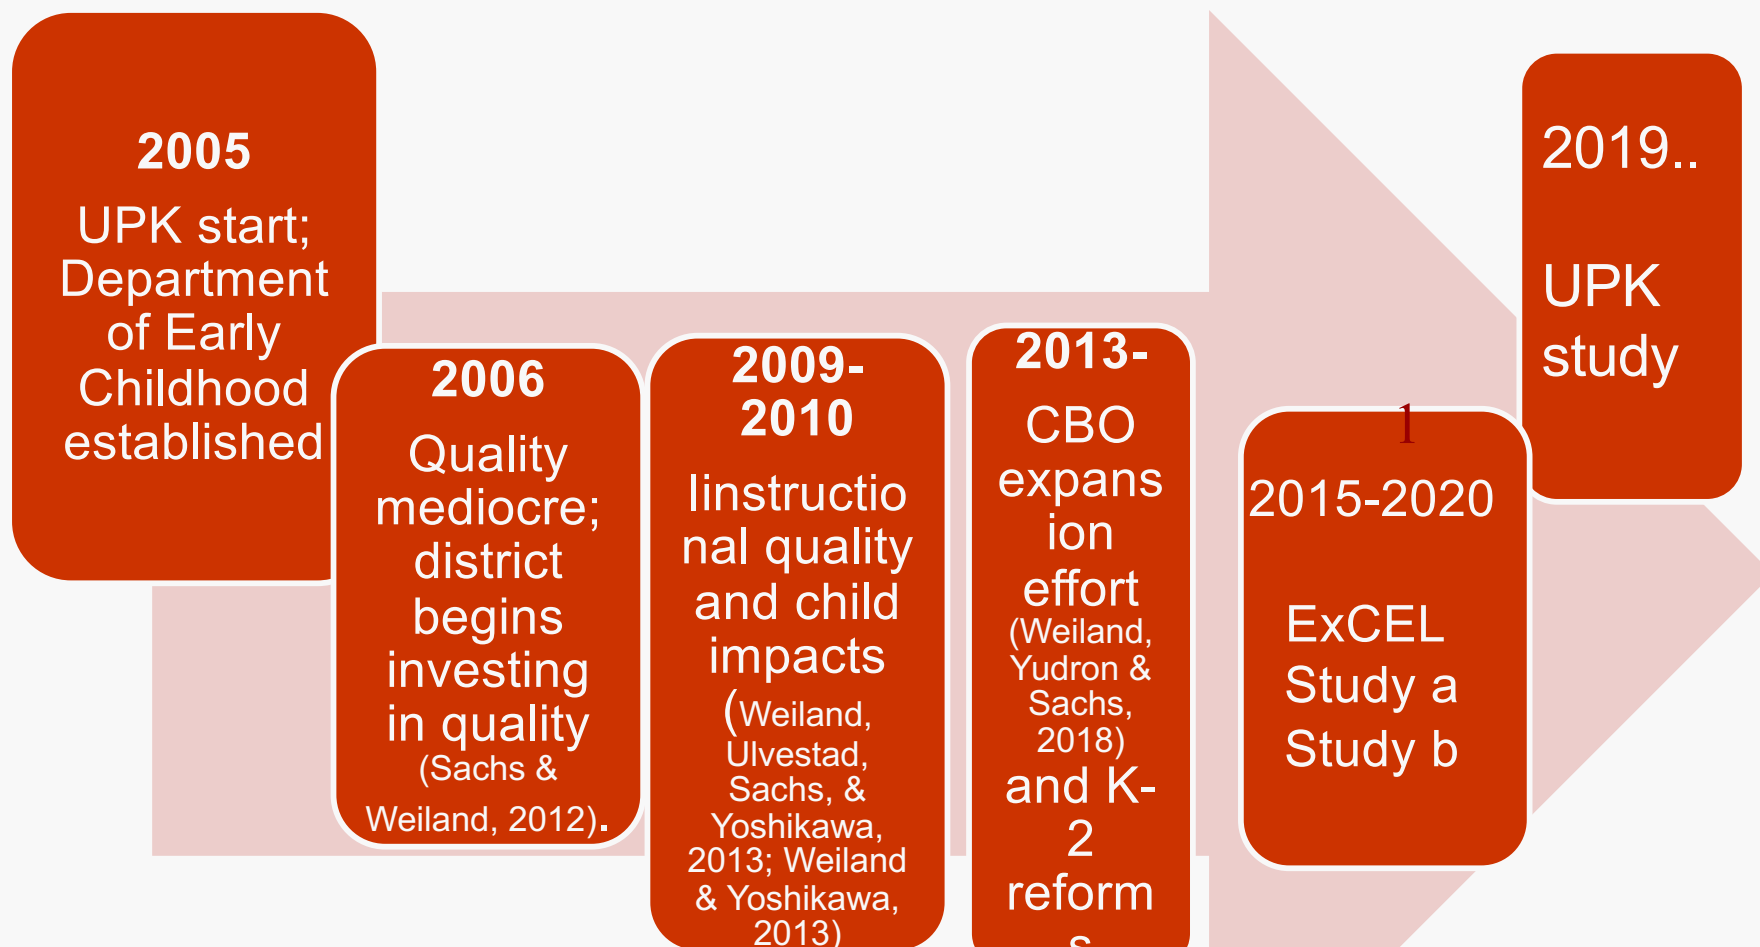 2005
UPK start;
Department
of Early
Childhood
established
2006
Quality
mediocre;
district
begins
investing
in quality
(Sachs &
Weiland, 2012).
2009-
2010
Iinstructio
nal quality
and child
impacts
(Weiland,
Ulvestad,
Sachs, &
Yoshikawa,
2013; Weiland
& Yoshikawa,
2013)
2013-
CBO
expans
ion
effort
(Weiland,
Yudron &
Sachs,
2018)
and K-
2
reform
s
1
2015-2020
ExCEL
Study a
Study b
2019..
UPK
study